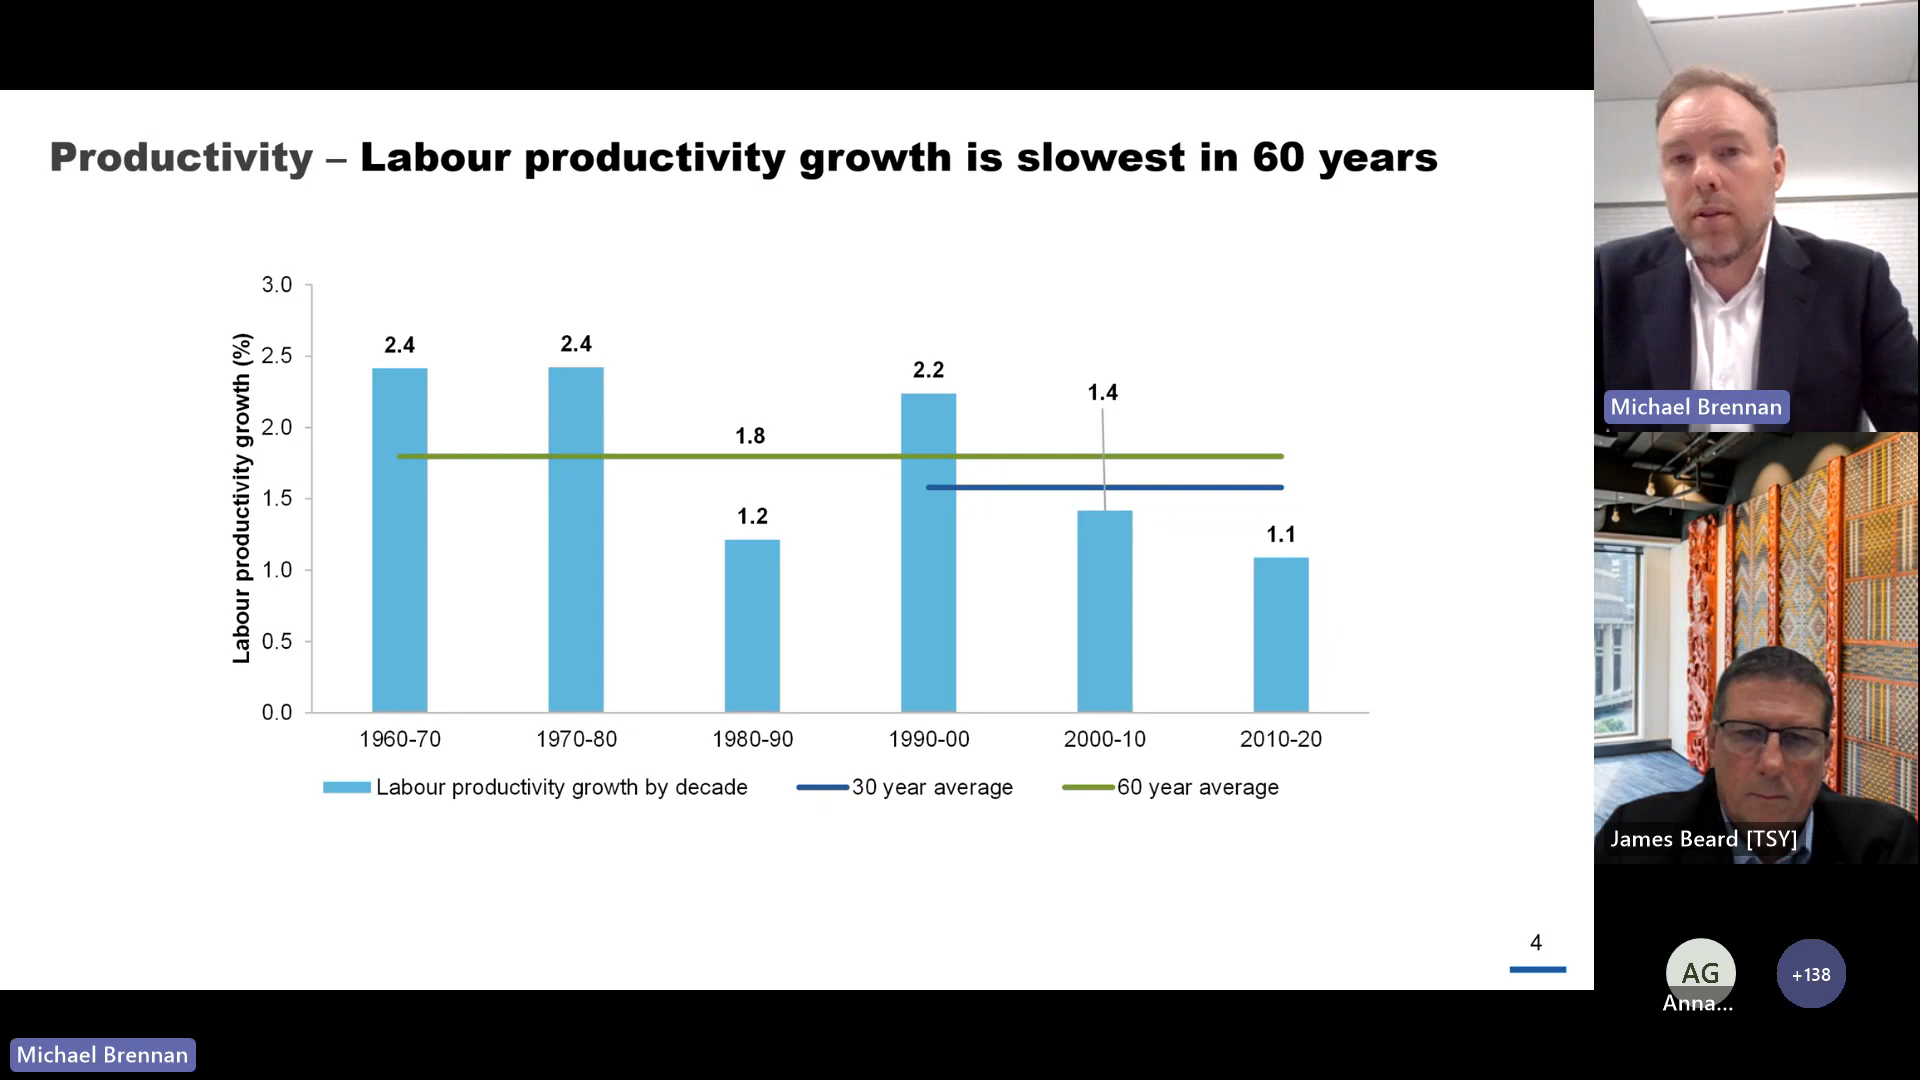 Productivity – Labour productivity growth is slowest in 60 years
Labour productivity growth (%)
3.0
2.5
2.0
1.5
1.0
0.5
0.0
2.4
2.4
1.2
1.8
2.2
1.4
1.1
1960-70
1970-80
1980-90
1990-00
2000-10
2010-20
Labour productivity growth by decade
30 year average
60 year average
4
Michael Brennan
James Beard [TSY]
AG
Anna...
+138
Michael Brennan